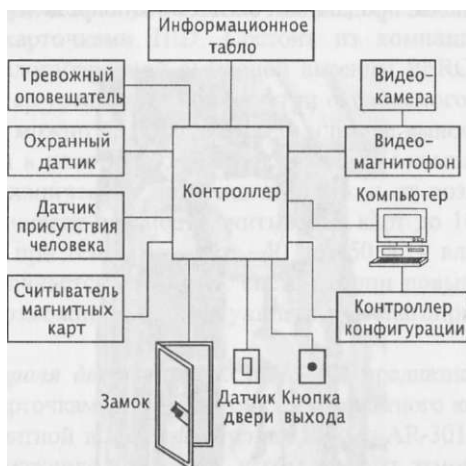 Информационное
табло
Тревожный
оповещатель
Видео-
камера
Охранный
датчик
Видео-
магнитофон
Контроллер
Датчик
присутствия
человека
Компьютер
Считыватель
магнитных
карт
Контроллер
конфигурации
Замок
Датчик
двери
Кнопка
выхода